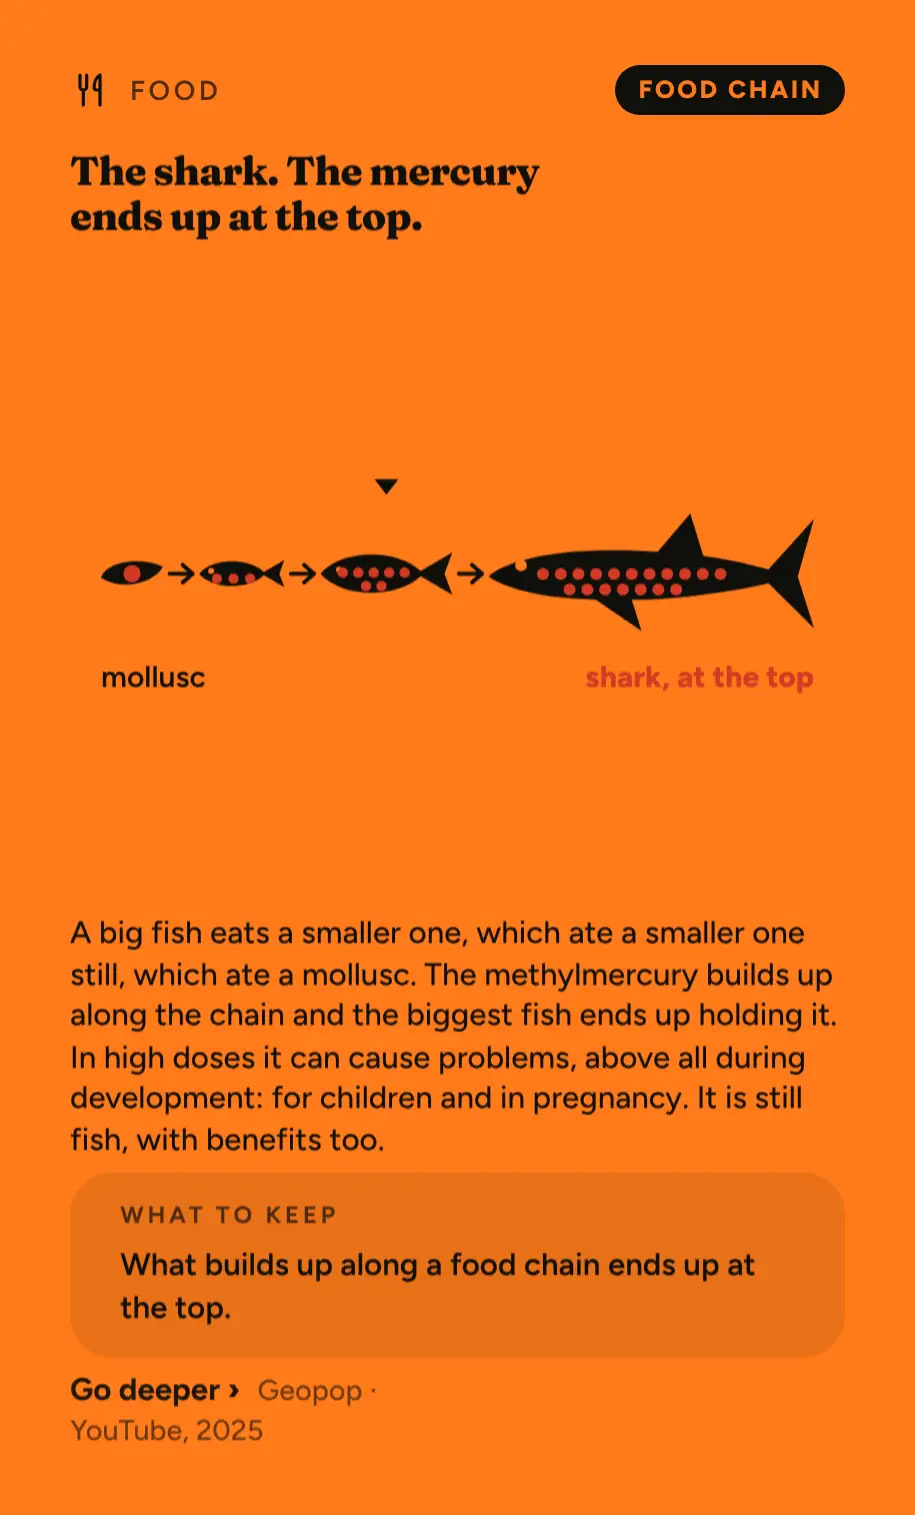 FOOD
FOOD CHAIN
The shark. The mercury
ends up at the top.
mollusc
shark, at the top
A big fish eats a smaller one, which ate a smaller one
still, which ate a mollusc. The methylmercury builds up
along the chain and the biggest fish ends up holding it.
In high doses it can cause problems, above all during
development: for children and in pregnancy. It is still
fish, with benefits too.
WHAT TO KEEP
What builds up along a food chain ends up at
the top.
Go deeper › Geopop ·
YouTube, 2025